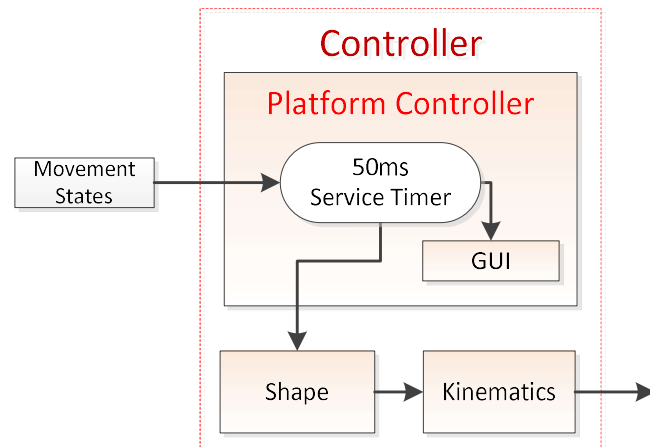 Controller
Platform Controller
Movement
States
50ms
Service Timer
GUI
Shape
Kinematics